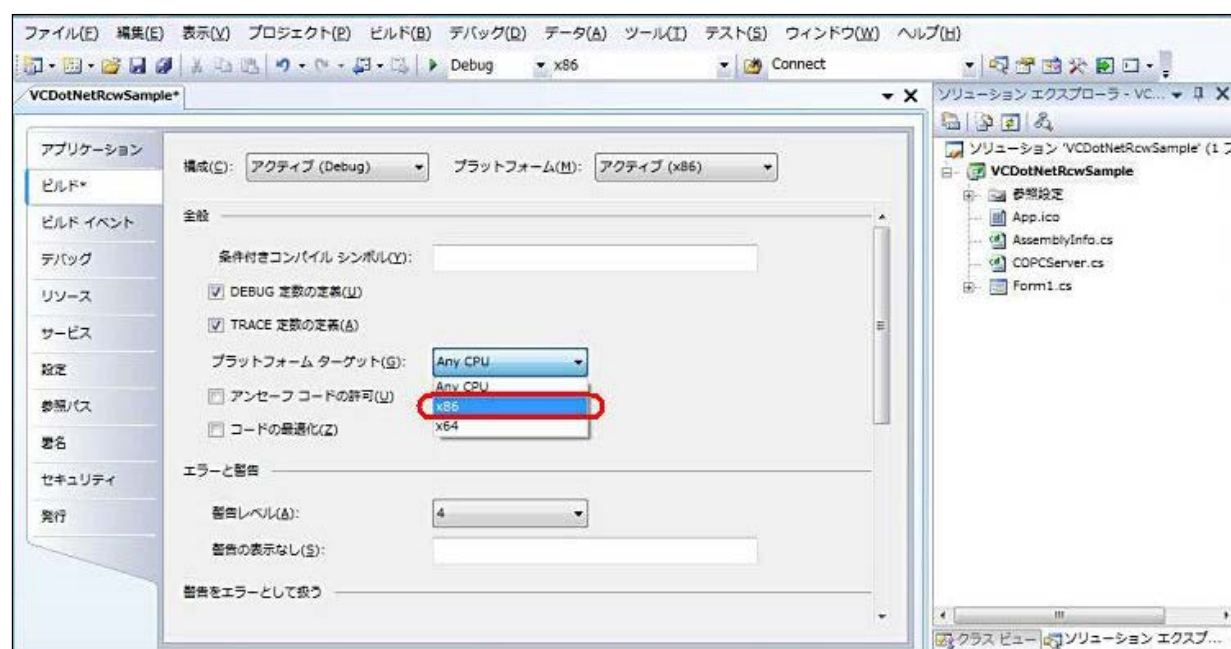 ファイル(F) 編集(E) 表示(V) プロジェクト(P) ビルド(B) デバッグ(D) データ(A) ツール(T) テスト(S) ウィンドウ(W) ヘルプ(H)
Debug x86 Connect
VCDotNetRcwSample*
アプリケーション
ビルド*
ビルド イベント
デバッグ
リソース
サービス
設定
参照パス
署名
セキュリティ
発行
構成(C): アクティブ (Debug) プラットフォーム(M): アクティブ (x86)
全般
条件付きコンパイル シンボル(Y):
DEBUG 定数の定義(U)
TRACE 定数の定義(A)
プラットフォーム ターゲット(G): Any CPU
Any CPU
x86
x64
アンセーフ コードの許可(U)
コードの最適化(Z)
エラーと警告
警告レベル(A): 4
警告の表示なし(S):
警告をエラーとして扱う
ソリューション エクスプローラ - VC...
ソリューション 'VCDotNetRcwSample' (1 プ
VCDotNetRcwSample
参照設定
App.ico
AssemblyInfo.cs
COPCServer.cs
Form1.cs
クラス ビュー ソリューション エクスプ...